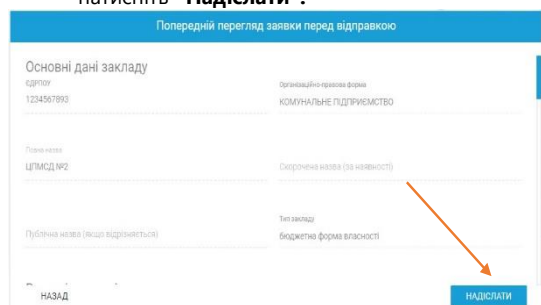 натисніть "Надіслати".
Попередній перегляд заявки перед відправкою
Основні дані закладу
ЄДРПОУ
1234567893
Організаційно-правова форма
КОМУНАЛЬНЕ ПІДПРИЄМСТВО
Повна назва
ЦПМСД №2
Скорочена назва (за наявності)
Публічна назва (якщо відрізняється)
Тип закладу
бюджетно форма власності
НАЗАД
НАДІСЛАТИ